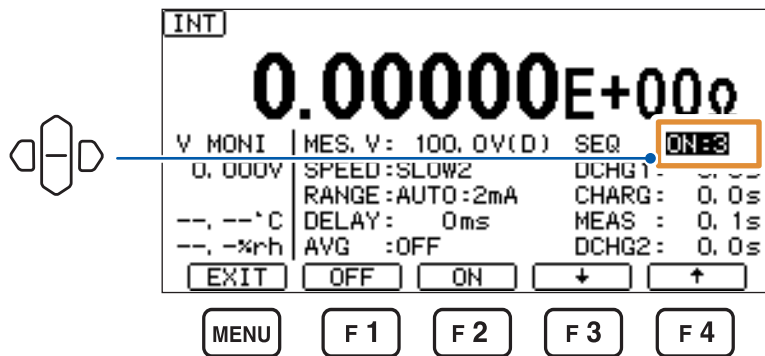 INT
0.00000E+00Ω
V MONI MES. V: 100. 0V(D) SEQ ON:3
0. 000V SPEED:SLOW2 DCHG1: 0. 0s
RANGE:AUTO:2mA CHARG: 0. 0s
--. --°C DELAY: 0ms MEAS : 0. 1s
--. -%rh AVG :OFF DCHG2: 0. 0s
EXIT OFF ON ↓ ↑
MENU F 1 F 2 F 3 F 4